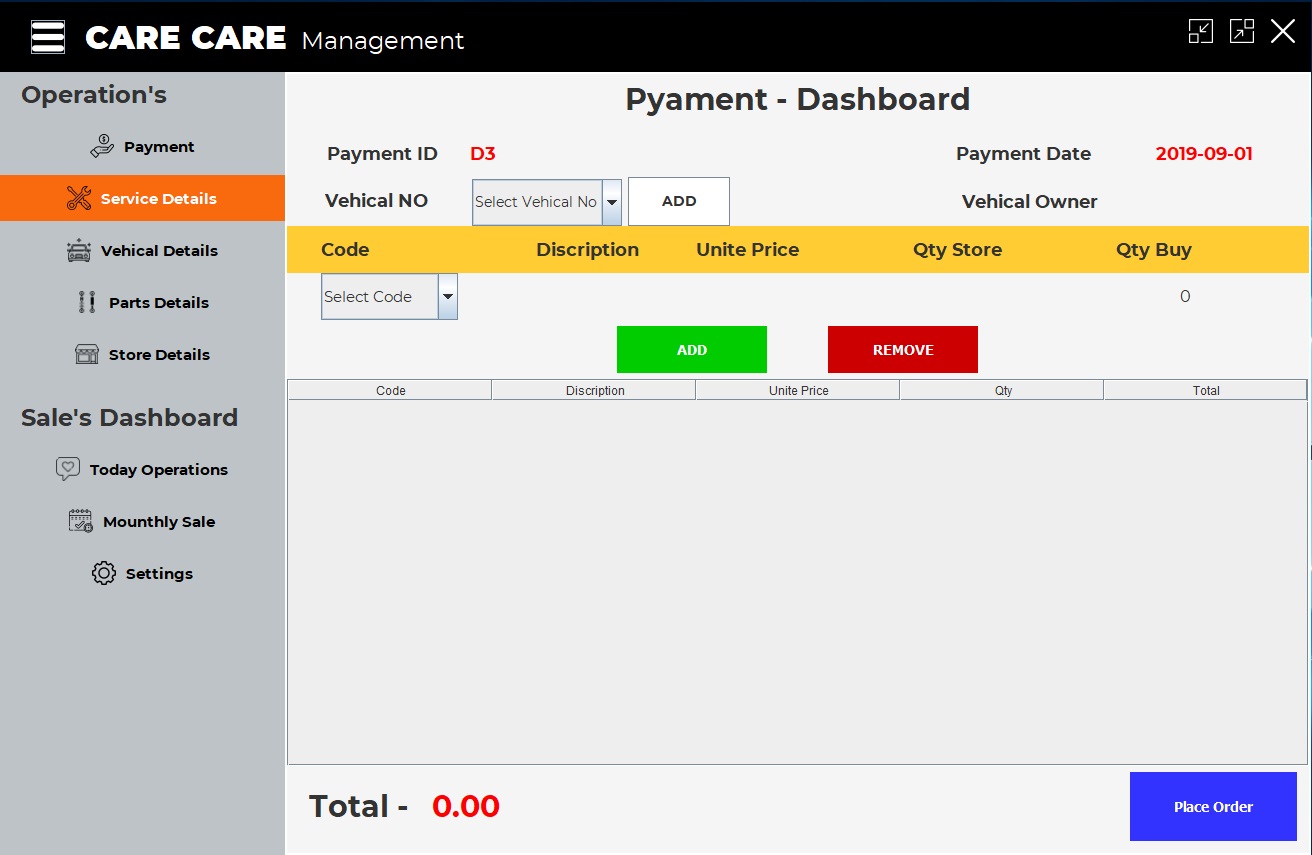 CARE CARE Management
Operation's
Payment
Service Details
Vehical Details
Parts Details
Store Details
Sale's Dashboard
Today Operations
Mounthly Sale
Settings
Pyament - Dashboard
Payment ID D3 Payment Date 2019-09-01
Vehical NO Select Vehical No ADD Vehical Owner
Code Discription Unite Price Qty Store Qty Buy
Select Code 0
ADD REMOVE
Code Discription Unite Price Qty Total
Total - 0.00 Place Order